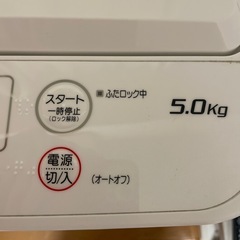 スタート
一時停止
(ロック解除)
ふたロック中
5.0Kg
電源
切/入
(オートオフ)